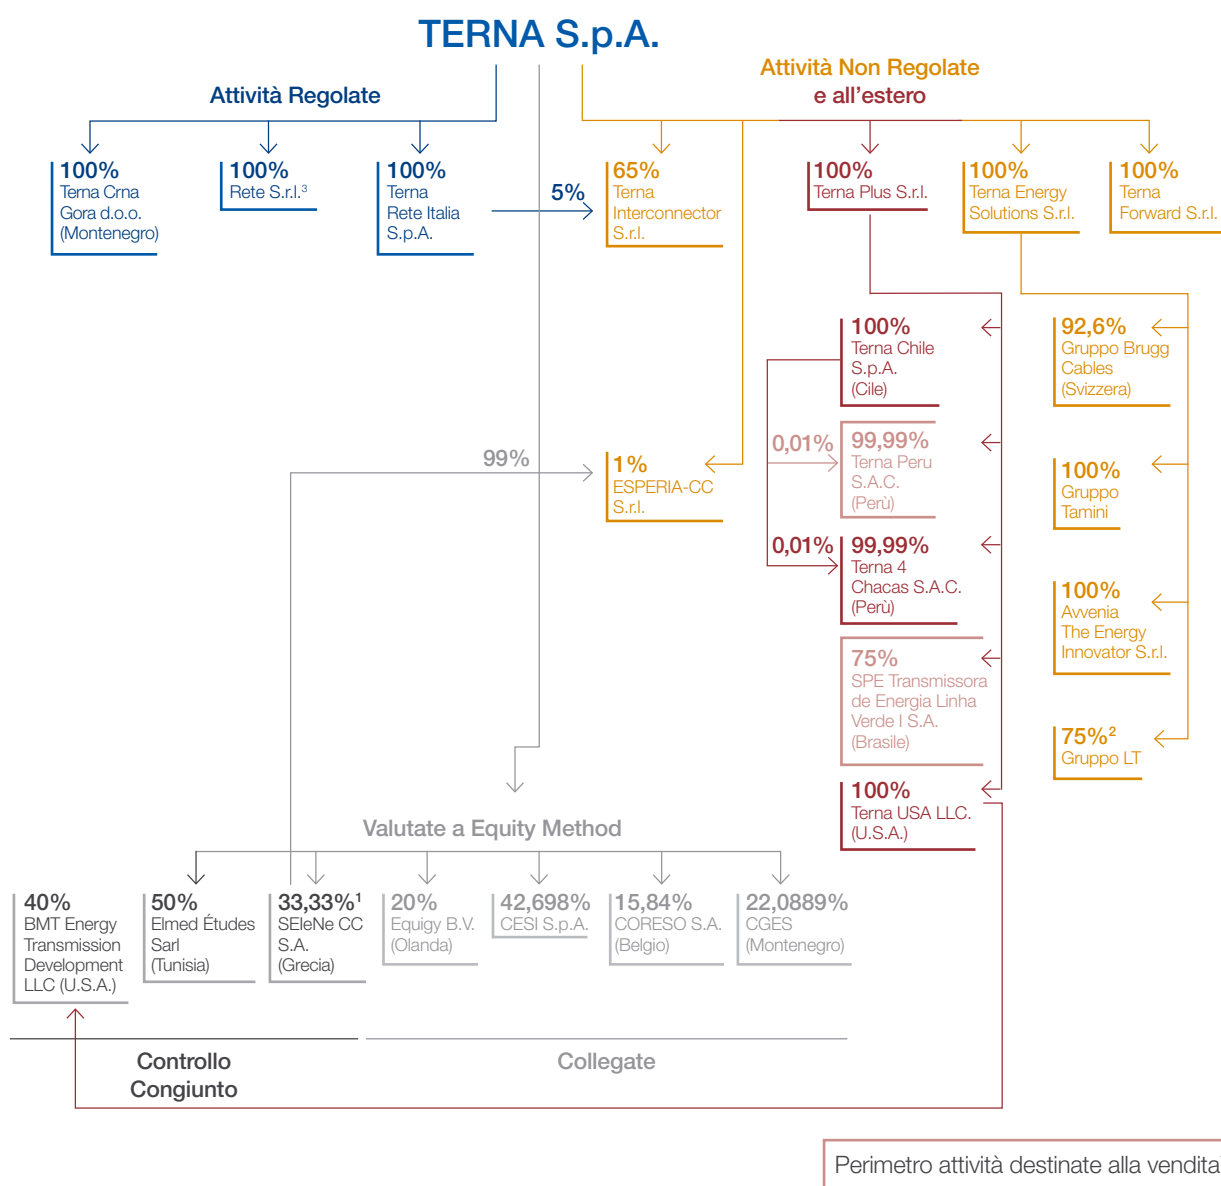 TERNA S.p.A.
Attività Regolate
Attività Non Regolate
e all'estero
100%
Terna Crna
Gora d.o.o.
(Montenegro)
100%
Rete S.r.l.³
100%
Terna
Rete Italia
S.p.A.
5%
65%
Terna
Interconnector
S.r.l.
100%
Terna Plus S.r.l.
100%
Terna Energy
Solutions S.r.l.
100%
Terna
Forward S.r.l.
100%
Terna Chile
S.p.A.
(Cile)
92,6%
Gruppo Brugg
Cables
(Svizzera)
99%
1%
ESPERIA-CC
S.r.l.
0,01%
99,99%
Terna Peru
S.A.C.
(Perù)
100%
Gruppo
Tamini
0,01%
99,99%
Terna 4
Chacas S.A.C.
(Perù)
100%
Avvenia
The Energy
Innovator S.r.l.
75%
SPE Transmissora
de Energia Linha
Verde I S.A.
(Brasile)
75%²
Gruppo LT
100%
Terna USA LLC.
(U.S.A.)
Valutate a Equity Method
40%
BMT Energy
Transmission
Development
LLC (U.S.A.)
50%
Elmed Études
Sarl
(Tunisia)
33,33%¹
SEleNe CC
S.A.
(Grecia)
20%
Equigy B.V.
(Olanda)
42,698%
CESI S.p.A.
15,84%
CORESO S.A.
(Belgio)
22,0889%
CGES
(Montenegro)
Controllo
Congiunto
Collegate
Perimetro attività destinate alla vendita